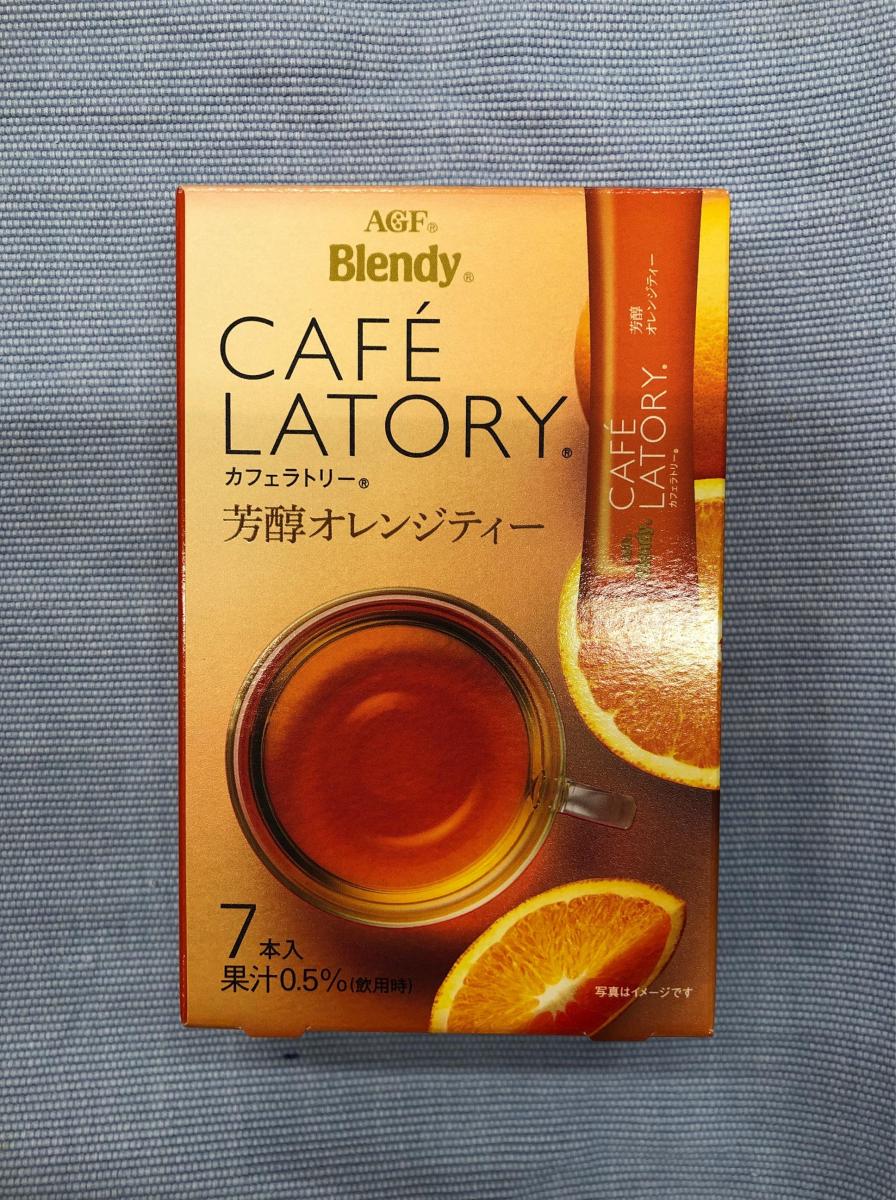 AGF®
Blendy®
CAFÉ
LATORY®
カフェラトリー®
芳醇オレンジティー
7本入
果汁0.5%(飲用時)
写真はイメージです
芳醇
オレンジティー
CAFÉ
LATORY®
カフェラトリー®
Blendy